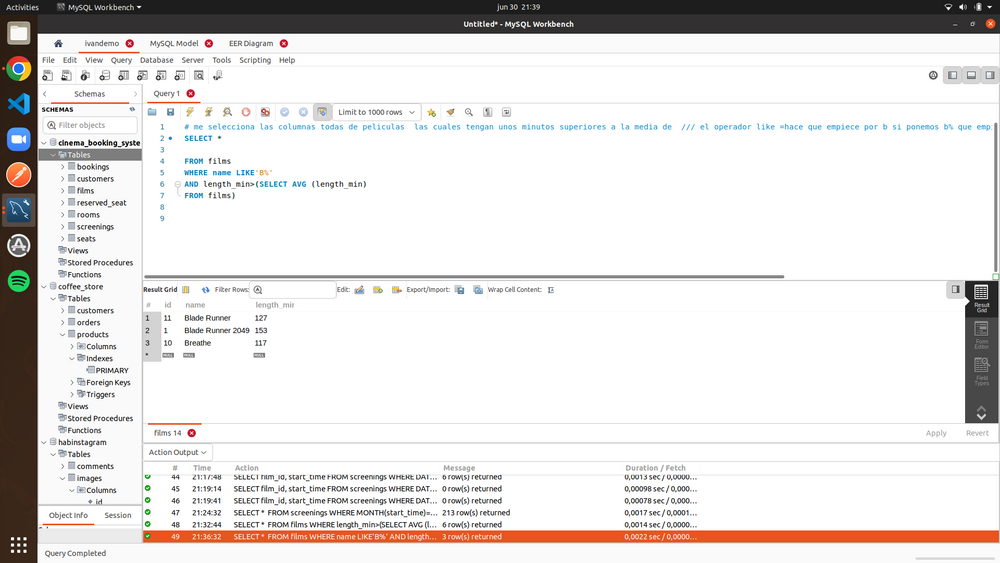 Activities MySQL Workbench jun 30 21:39
Untitled* - MySQL Workbench
ivandemo MySQL Model EER Diagram
File Edit View Query Database Server Tools Scripting Help
Schemas Query 1
SCHEMAS
Filter objects
Limit to 1000 rows
cinema_booking_syste
Tables
bookings
customers
films
reserved_seat
rooms
screenings
seats
Views
Stored Procedures
Functions
coffee_store
Tables
customers
orders
products
Columns
Indexes
PRIMARY
Foreign Keys
Triggers
Views
Stored Procedures
Functions
habinstagram
Tables
comments
images
Columns
id
Object Info Session
Query Completed
1 # me selecciona las columnas todas de peliculas las cuales tengan unos minutos superiores a la media de /// el operador like =hace que empiece por b si ponemos b% que emp
2 SELECT *
3
4 FROM films
5 WHERE name LIKE'B%'
6 AND length_min>(SELECT AVG (length_min)
7 FROM films)
8
9
Result Grid Filter Rows: Edit: Export/Import: Wrap Cell Content:
# id name length_mir
1 11 Blade Runner 127
2 1 Blade Runner 2049 153
3 10 Breathe 117
* NULL NULL NULL
Result
Grid
Form
Editor
Field
Types
films 14 Apply Revert
Action Output
# Time Action Message Duration / Fetch
44 21:17:48 SELECT film_id, start_time FROM screenings WHERE DAT... 6 row(s) returned 0,0013 sec / 0,0000...
45 21:19:14 SELECT film_id, start_time FROM screenings WHERE DAT... 0 row(s) returned 0,00098 sec / 0,0000...
46 21:19:41 SELECT film_id, start_time FROM screenings WHERE DAT... 0 row(s) returned 0,00078 sec / 0,0000...
47 21:24:32 SELECT * FROM screenings WHERE MONTH(start_time)=... 213 row(s) returned 0,0017 sec / 0,0001...
48 21:32:44 SELECT * FROM films WHERE length_min>(SELECT AVG (l... 6 row(s) returned 0,0014 sec / 0,0000...
49 21:36:32 SELECT * FROM films WHERE name LIKE'B%' AND length... 3 row(s) returned 0,0022 sec / 0,0000...